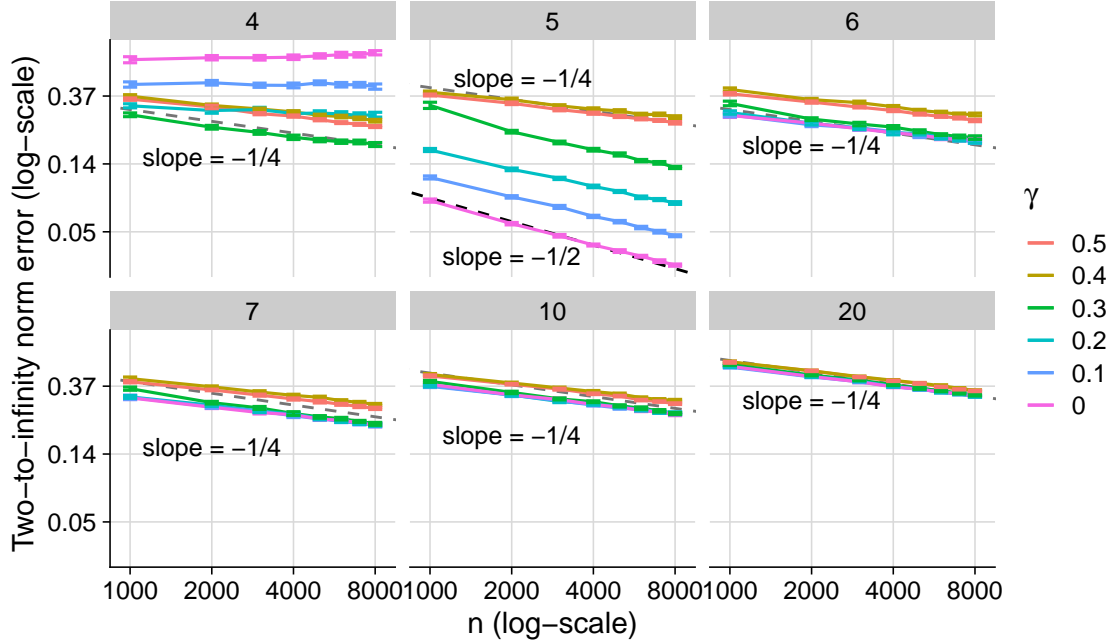 4 5 6
Two−to−infinity norm error (log−scale)
0.37
0.14
0.05
slope = −1/4
slope = −1/4
slope = −1/2
slope = −1/4
7 10 20
0.37
0.14
0.05
slope = −1/4
slope = −1/4
slope = −1/4
1000 2000 4000 8000 1000 2000 4000 8000 1000 2000 4000 8000
n (log−scale)
γ
0.5
0.4
0.3
0.2
0.1
0